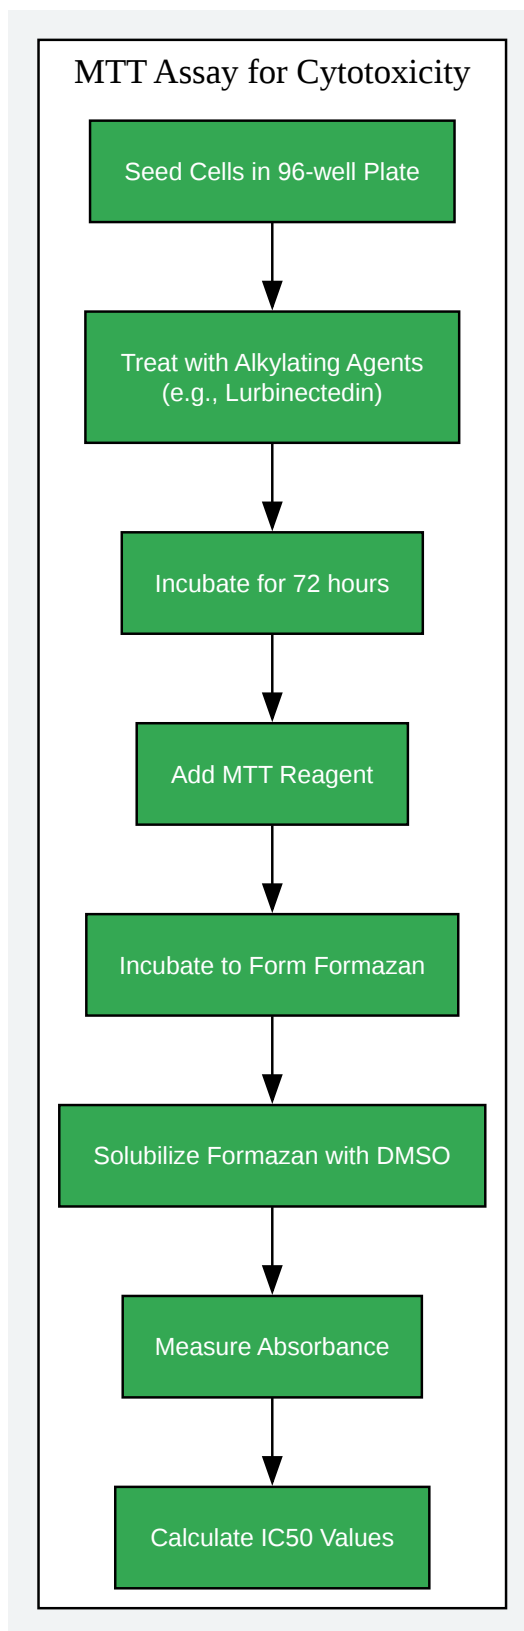 MTT Assay for Cytotoxicity
Seed Cells in 96-well Plate
Treat with Alkylating Agents
(e.g., Lurbinectedin)
Incubate for 72 hours
Add MTT Reagent
Incubate to Form Formazan
Solubilize Formazan with DMSO
Measure Absorbance
Calculate IC50 Values